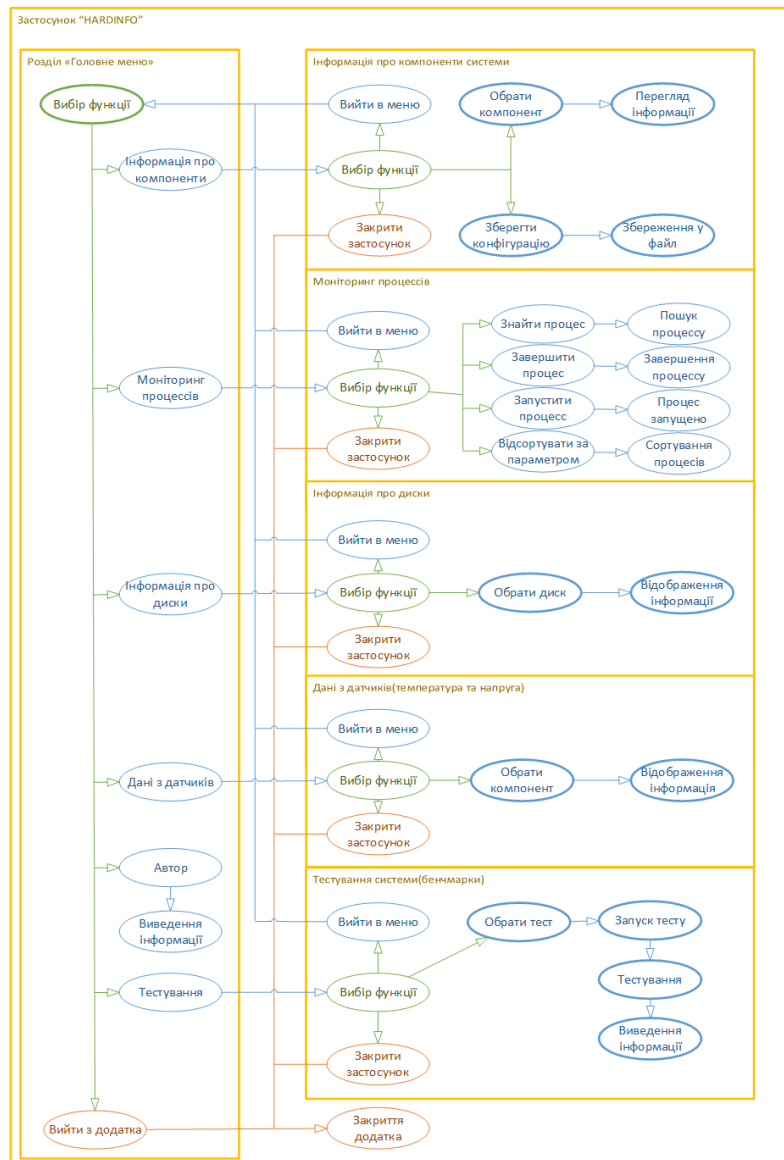 Застосунок “HARDINFO”
Розділ «Головне меню»
Вибір функції
Інформація про
компоненти
Моніторинг
процессів
Інформація про
диски
Дані з датчиків
Автор
Виведення
інформації
Тестування
Вийти з додатка
Інформація про компоненти системи
Вийти в меню
Вибір функції
Закрити
застосунок
Обрати
компонент
Перегляд
інформації
Зберегти
конфігурацію
Збереження у
файл
Моніторинг процессів
Вийти в меню
Вибір функції
Закрити
застосунок
Знайти процес
Пошук
процессу
Завершити
процес
Завершення
процессу
Запустити
процесс
Процес
запущено
Відсортувати за
параметром
Сортування
процесів
Інформація про диски
Вийти в меню
Вибір функції
Закрити
застосунок
Обрати диск
Відображення
інформації
Дані з датчиків(температура та напруга)
Вийти в меню
Вибір функції
Закрити
застосунок
Обрати
компонент
Відображення
інформація
Тестування системи(бенчмарки)
Вийти в меню
Вибір функції
Закрити
застосунок
Обрати тест
Запуск тесту
Тестування
Виведення
інформації
Закриття
додатка